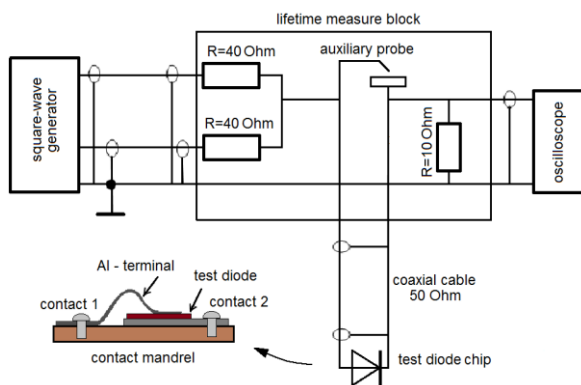 lifetime measure block
auxiliary probe
R=40 Ohm
R=40 Ohm
square-wave
generator
R=10 Ohm
oscilloscope
Al - terminal
test diode
contact 1
contact 2
contact mandrel
coaxial cable
50 Ohm
test diode chip